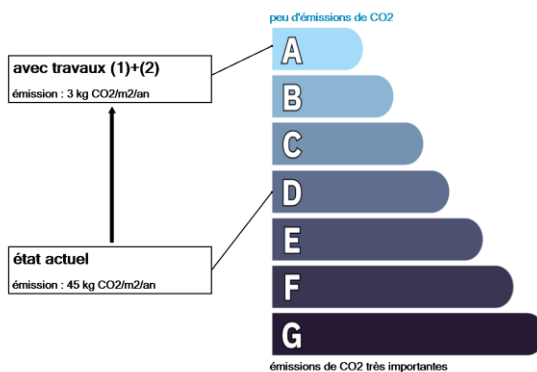 peu d'émissions de CO2
A
avec travaux (1)+(2)
émission : 3 kg CO2/m2/an
B
C
D
E
état actuel
émission : 45 kg CO2/m2/an
F
G
émissions de CO2 très importantes